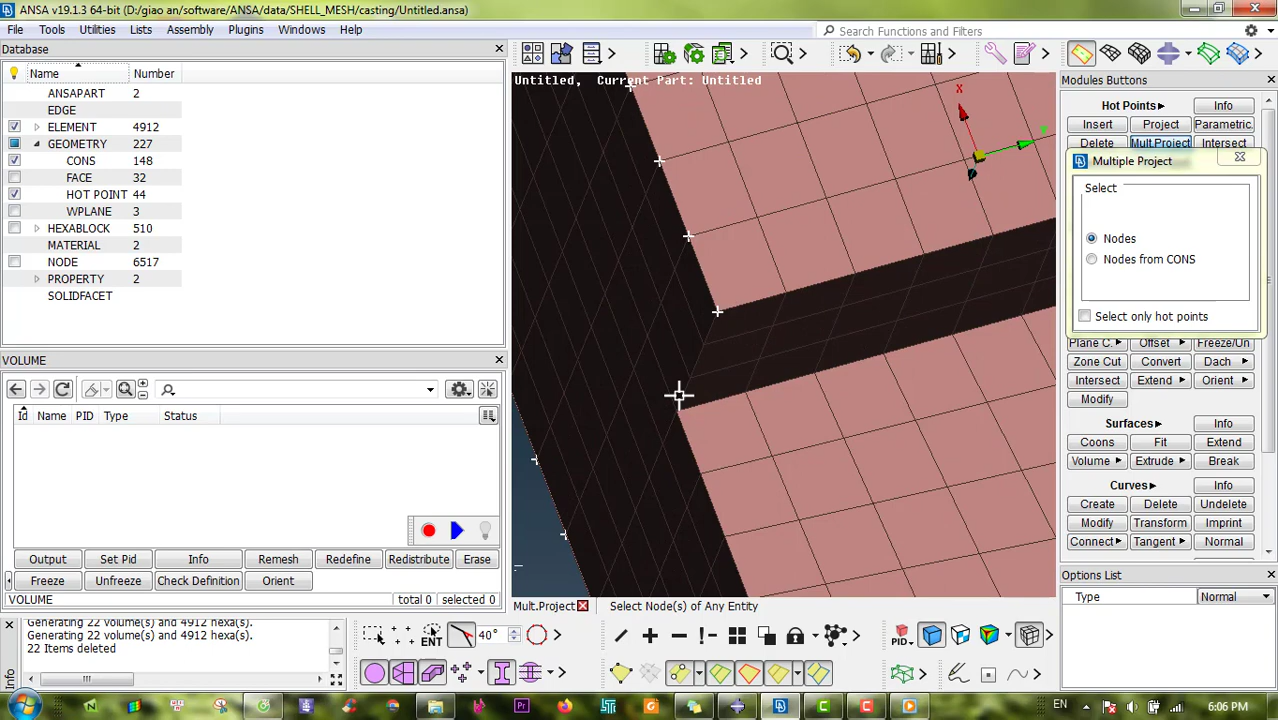 ANSA v19.1.3 64-bit (D:/giao an/software/ANSA/data/SHELL_MESH/casting/Untitled.ansa)
File Tools Utilities Lists Assembly Plugins Windows Help
Search Functions and Filters
Database
Name Number
ANSAPART 2
EDGE
ELEMENT 4912
GEOMETRY 227
CONS 148
FACE 32
HOT POINT 44
WPLANE 3
HEXABLOCK 510
MATERIAL 2
NODE 6517
PROPERTY 2
SOLIDFACET
VOLUME
Id Name PID Type Status
Output Set Pid Info Remesh Redefine Redistribute Erase
Freeze Unfreeze Check Definition Orient
VOLUME total 0 selected 0
Generating 22 volume(s) and 4912 hexa(s).
Generating 22 volume(s) and 4912 hexa(s).
22 Items deleted
Info
Untitled, Current Part: Untitled
X
Y
Mult.Project Select Node(s) of Any Entity
ENT 40°
PID
Modules Buttons
Hot Points Info
Insert Project Parametric
Delete Mult.Project Intersect
Multiple Project
Select
Nodes
Nodes from CONS
Select only hot points
Plane C. Offset Freeze/Un
Zone Cut Convert Dach
Intersect Extend Orient
Modify
Surfaces Info
Coons Fit Extend
Volume Extrude Break
Curves Info
Create Delete Undelete
Modify Transform Imprint
Connect Tangent Normal
Options List
Type Normal
EN 6:06 PM